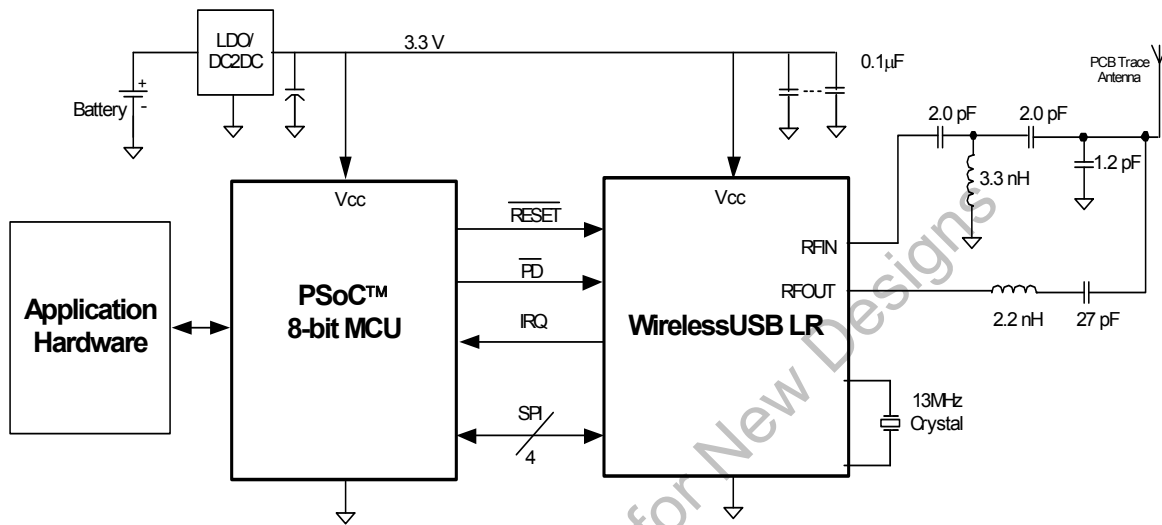 LDO/
DC2DC
3.3 V
0.1µF
PCB Trace
Antenna
+
-
Battery
2.0 pF
2.0 pF
1.2 pF
3.3 nH
Vcc
Vcc
RESET
RFIN
PD
RFOUT
PSoC™
8-bit MCU
Application
Hardware
IRQ
WirelessUSB LR
2.2 nH
27 pF
13MHz
Crystal
SPI
4
for New Designs